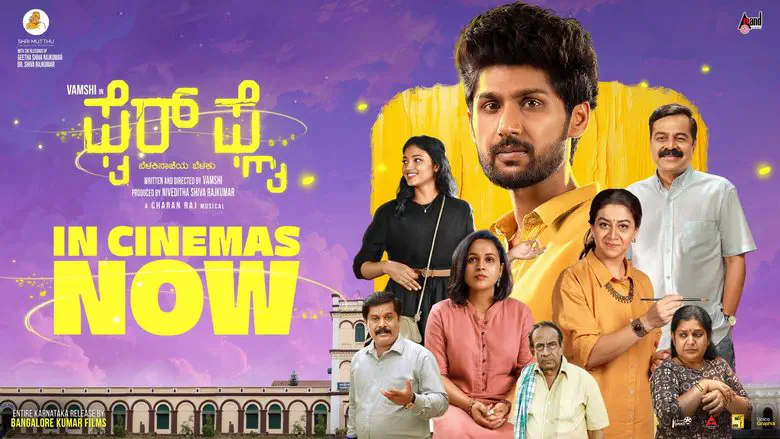 SHRI MUTTHU
WITH THE BLESSINGS OF
GEETHA SHIVA RAJKUMAR
DR. SHIVA RAJKUMAR
Anand
VAMSHI IN
ಫೈರ್ ಫ್ಲೈ
ಬೆಳಕಿನಾಚೆಯ ಬೆಳಕು
WRITTEN AND DIRECTED BY VAMSHI
PRODUCED BY NIVEDITHA SHIVA RAJKUMAR
A CHARAN RAJ MUSICAL
IN CINEMAS
NOW
ENTIRE KARNATAKA RELEASE BY
BANGALORE KUMAR FILMS